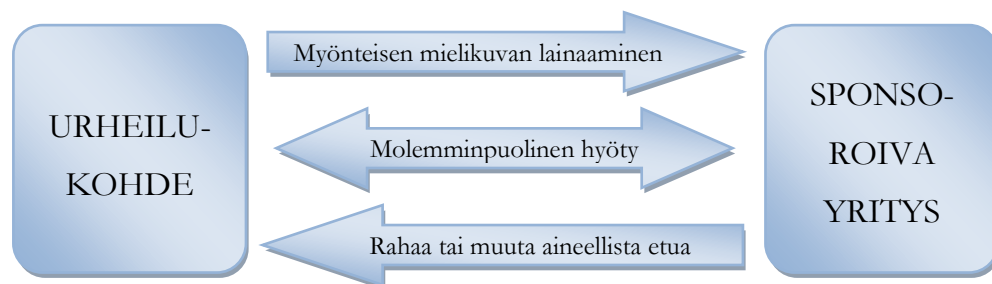 URHEILU-
KOHDE
Myönteisen mielikuvan lainaaminen
Molemminpuolinen hyöty
Rahaa tai muuta aineellista etua
SPONSO-
ROIVA
YRITYS